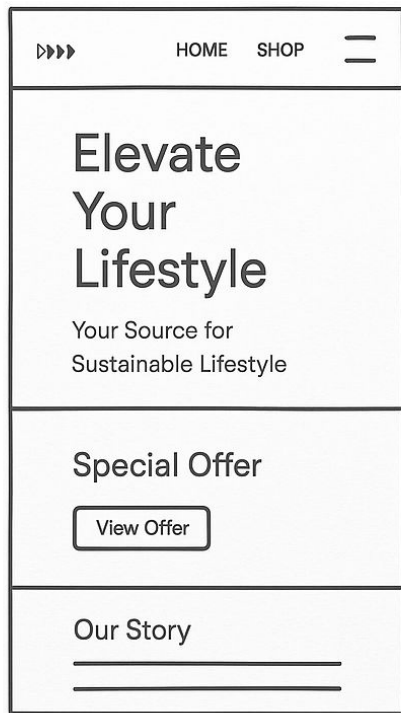 HOME SHOP
Elevate
Your
Lifestyle
Your Source for
Sustainable Lifestyle
Special Offer
View Offer
Our Story